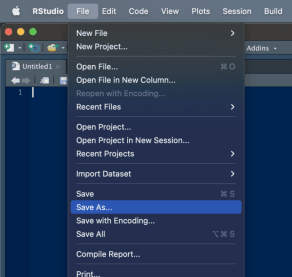 RStudio File Edit Code View Plots Session Build
New File
New Project...
Addins
Open File... ⌘ O
Untitled1
Open File in New Column...
Reopen with Encoding...
1
Recent Files
Open Project...
Open Project in New Session...
Recent Projects
Import Dataset
Save ⌘ S
Save As...
Save with Encoding...
Save All ⌥⌘ S
Compile Report...
Print...